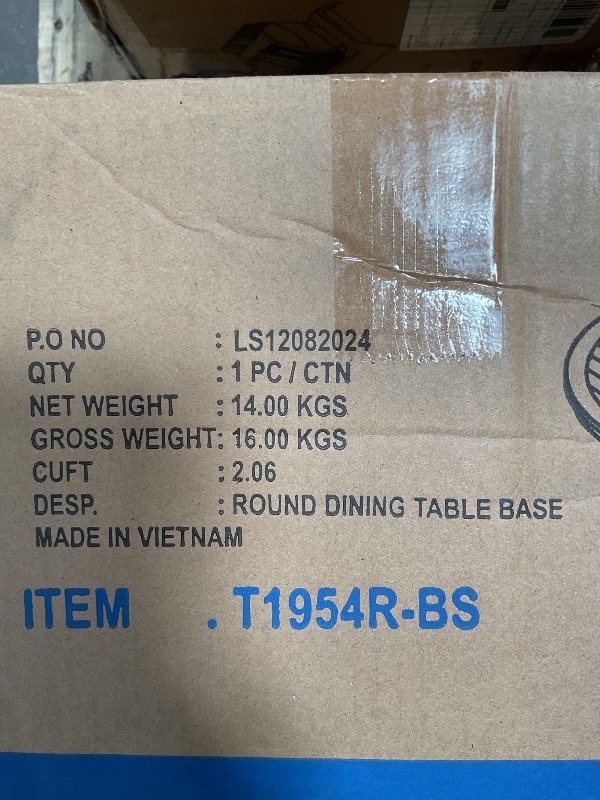 P.O NO : LS12082024
QTY : 1 PC / CTN
NET WEIGHT : 14.00 KGS
GROSS WEIGHT: 16.00 KGS
CUFT : 2.06
DESP. : ROUND DINING TABLE BASE
MADE IN VIETNAM
ITEM . T1954R-BS